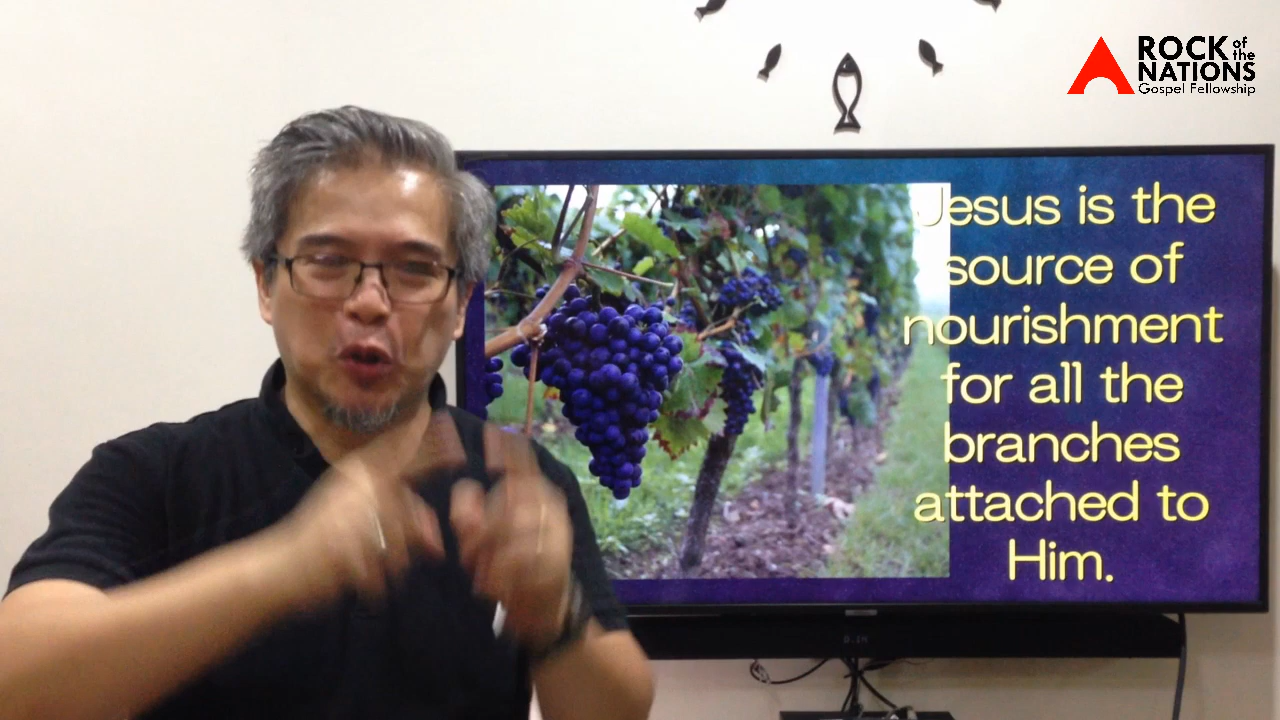 ROCK of the
NATIONS
Gospel Fellowship
Jesus is the
source of
nourishment
for all the
branches
attached to
Him.